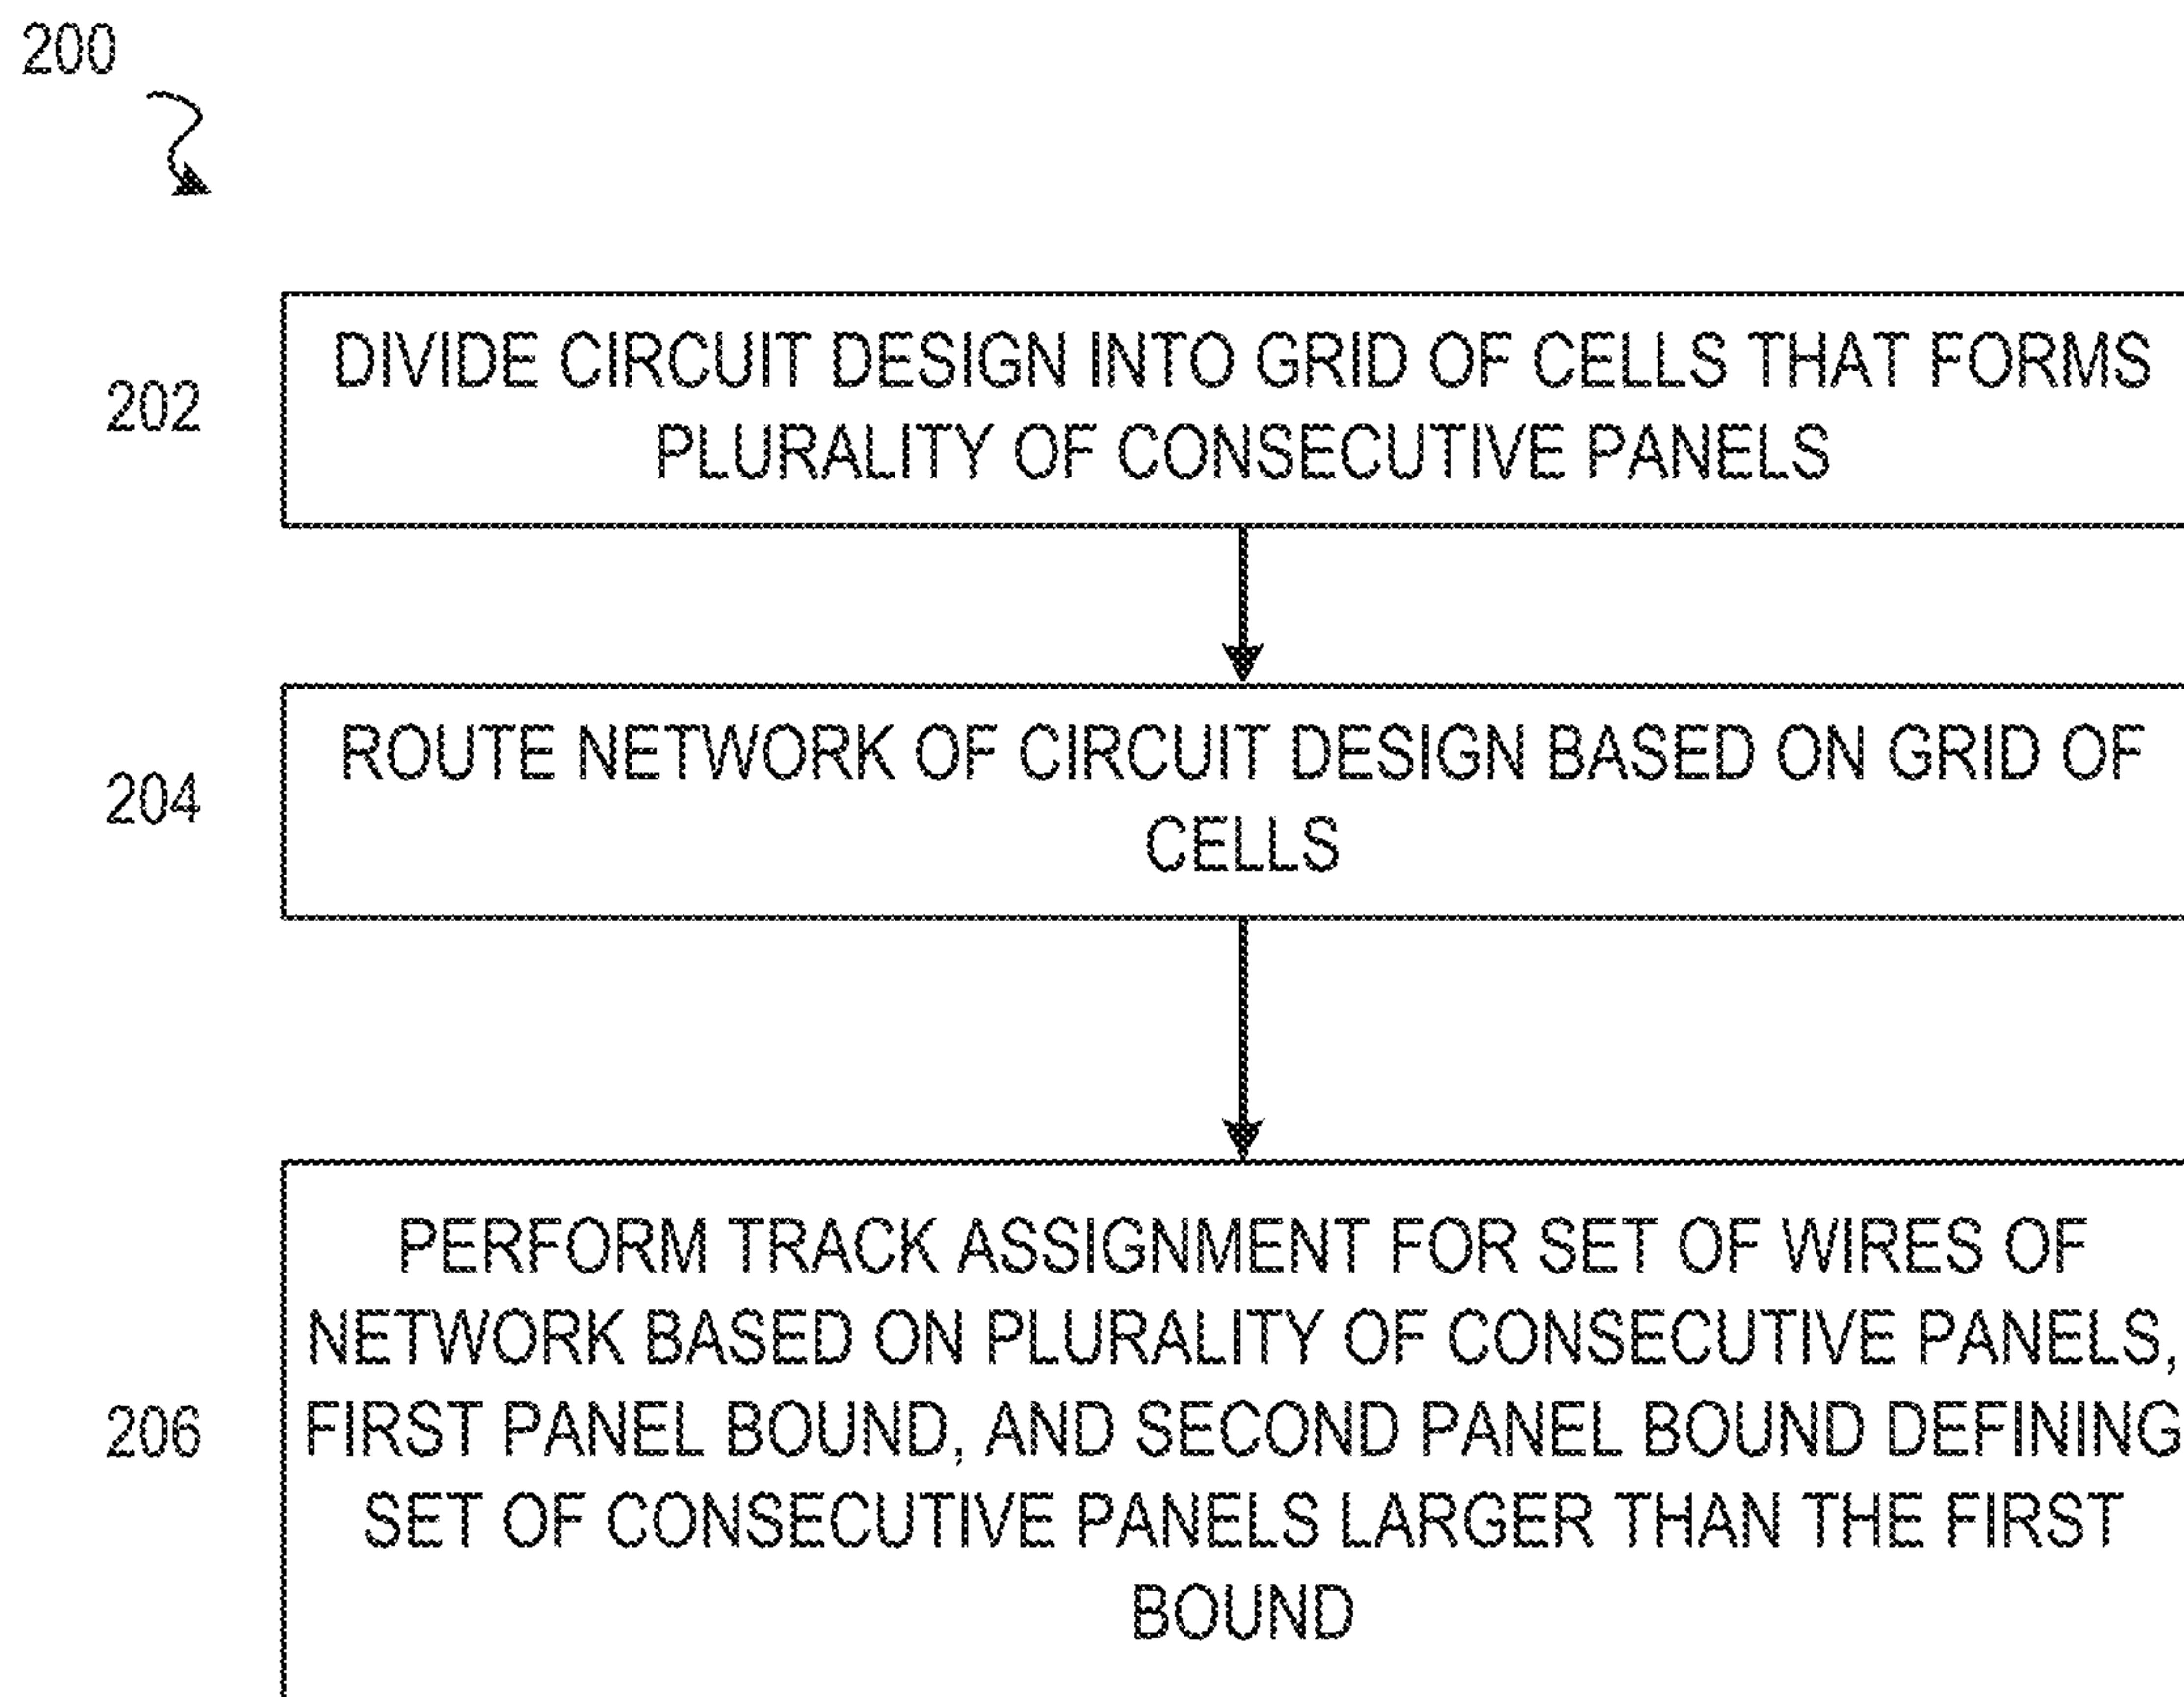 200
202
DIVIDE CIRCUIT DESIGN INTO GRID OF CELLS THAT FORMS
PLURALITY OF CONSECUTIVE PANELS
204
ROUTE NETWORK OF CIRCUIT DESIGN BASED ON GRID OF
CELLS
206
PERFORM TRACK ASSIGNMENT FOR SET OF WIRES OF
NETWORK BASED ON PLURALITY OF CONSECUTIVE PANELS,
FIRST PANEL BOUND, AND SECOND PANEL BOUND DEFINING
SET OF CONSECUTIVE PANELS LARGER THAN THE FIRST
BOUND